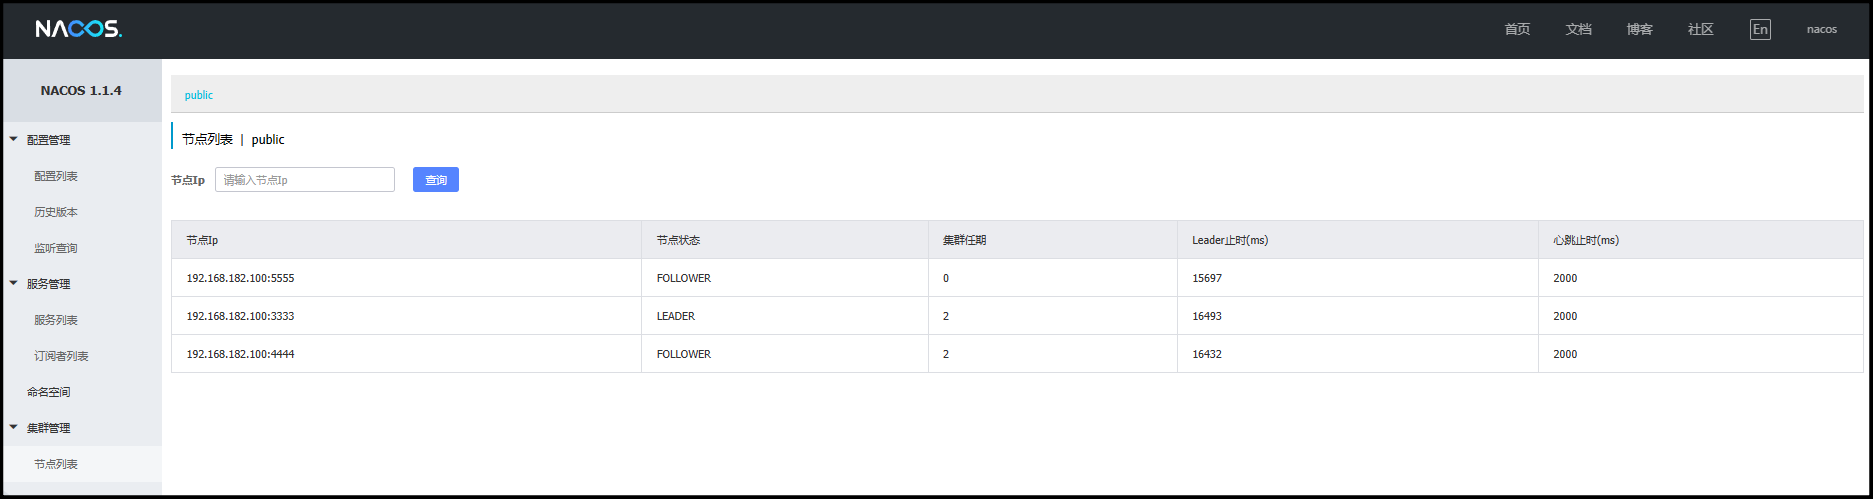 NACOS.
首页 文档 博客 社区 En nacos
NACOS 1.1.4
配置管理
配置列表
历史版本
监听查询
服务管理
服务列表
订阅者列表
命名空间
集群管理
节点列表
public
节点列表 | public
节点Ip 请输入节点Ip 查询
节点Ip 节点状态 集群任期 Leader止时(ms) 心跳止时(ms)
192.168.182.100:5555 FOLLOWER 0 15697 2000
192.168.182.100:3333 LEADER 2 16493 2000
192.168.182.100:4444 FOLLOWER 2 16432 2000